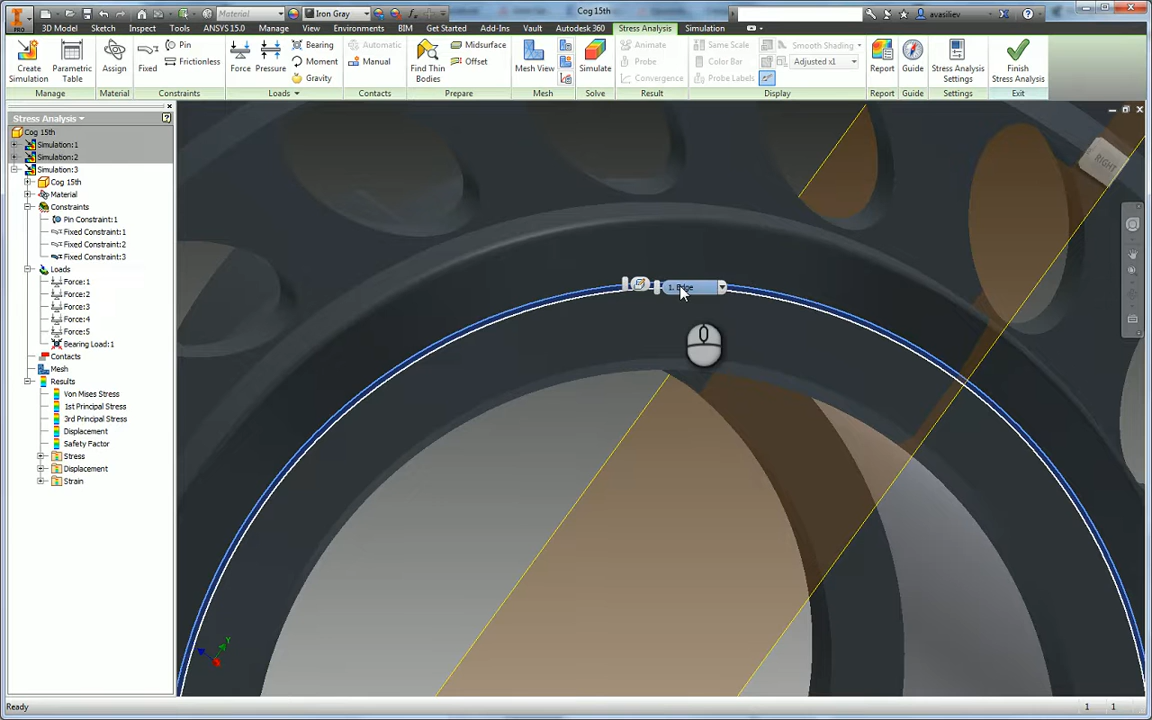 PRO
Material
Iron Gray
Cog 15th
avasiliev
3D Model
Sketch
Inspect
Tools
ANSYS 15.0
Manage
View
Environments
BIM
Get Started
Add-Ins
Vault
Autodesk 360
Stress Analysis
Simulation
Create
Simulation
Parametric
Table
Assign
Fixed
Pin
Frictionless
Force
Pressure
Bearing
Moment
Gravity
Automatic
Manual
Find Thin
Bodies
Midsurface
Offset
Mesh View
Simulate
Animate
Probe
Convergence
Same Scale
Color Bar
Probe Labels
Smooth Shading
Adjusted x1
Report
Guide
Stress Analysis
Settings
Finish
Stress Analysis
Manage
Material
Constraints
Loads
Contacts
Prepare
Mesh
Solve
Result
Display
Report
Settings
Exit
Stress Analysis
Cog 15th
Simulation:1
Simulation:2
Simulation:3
Cog 15th
Material
Constraints
Pin Constraint:1
Fixed Constraint:1
Fixed Constraint:2
Fixed Constraint:3
Loads
Force:1
Force:2
Force:3
Force:4
Force:5
Bearing Load:1
Contacts
Mesh
Results
Von Mises Stress
1st Principal Stress
3rd Principal Stress
Displacement
Safety Factor
Stress
Displacement
Strain
1. Edge
RIGHT
Y
Ready
1
1